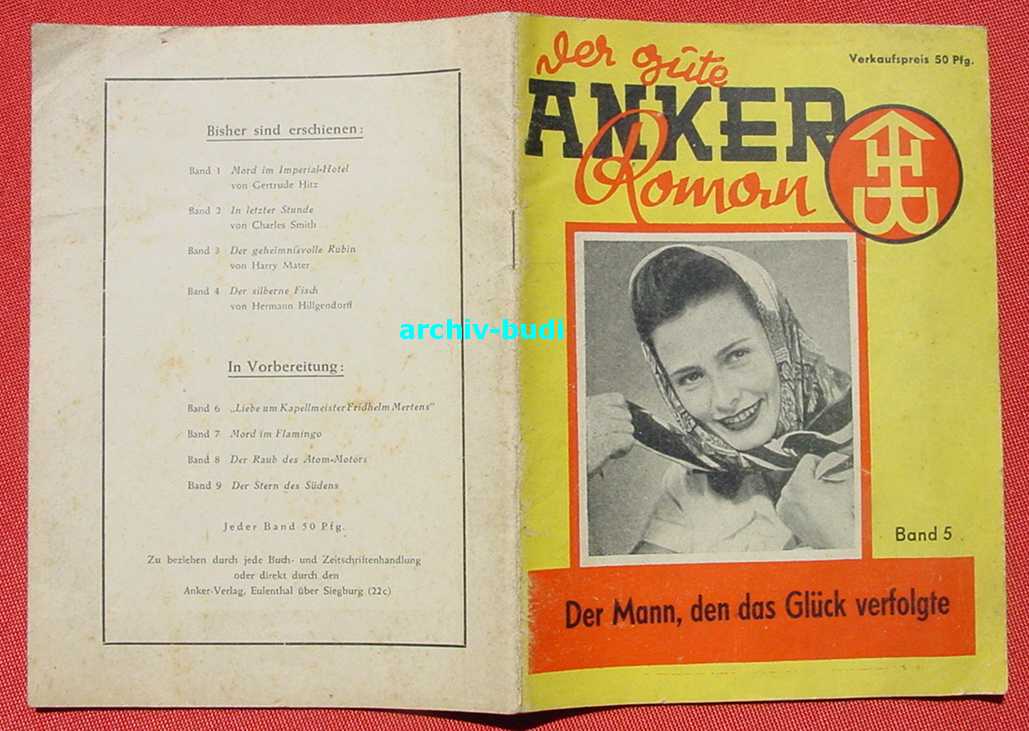 Bisher sind erschienen:
Band 1 Mord im Imperial-Hotel
von Gertrude Hitz
Band 2 In letzter Stunde
von Charles Smith
Band 3 Der geheimnisvolle Rubin
von Harry Mater
Band 4 Der silberne Fisch
von Hermann Hillgendorff
In Vorbereitung:
Band 6 „Liebe um Kapellmeister Fridhelm Mertens"
Band 7 Mord im Flamingo
Band 8 Der Raub des Atom-Motors
Band 9 Der Stern des Südens
Jeder Band 50 Pfg.
Zu beziehen durch jede Buch- und Zeitschriftenhandlung
oder direkt durch den
Anker-Verlag, Eulenthal über Siegburg (22c)
archiv-budi
Der gute
Verkaufspreis 50 Pfg.
ANKER
Roman
Band 5
Der Mann, den das Glück verfolgte